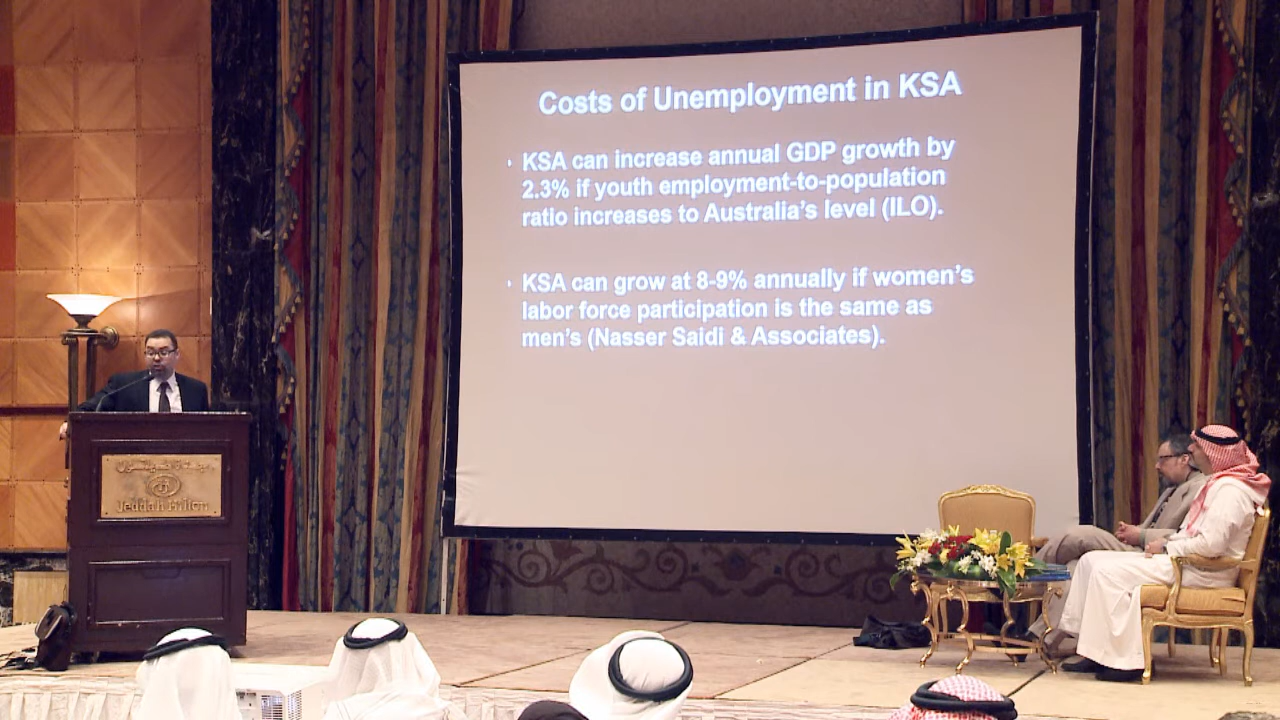 Costs of Unemployment in KSA
· KSA can increase annual GDP growth by
2.3% if youth employment-to-population
ratio increases to Australia's level (ILO).
· KSA can grow at 8-9% annually if women's
labor force participation is the same as
men's (Nasser Saidi & Associates).
Jeddah Hilton